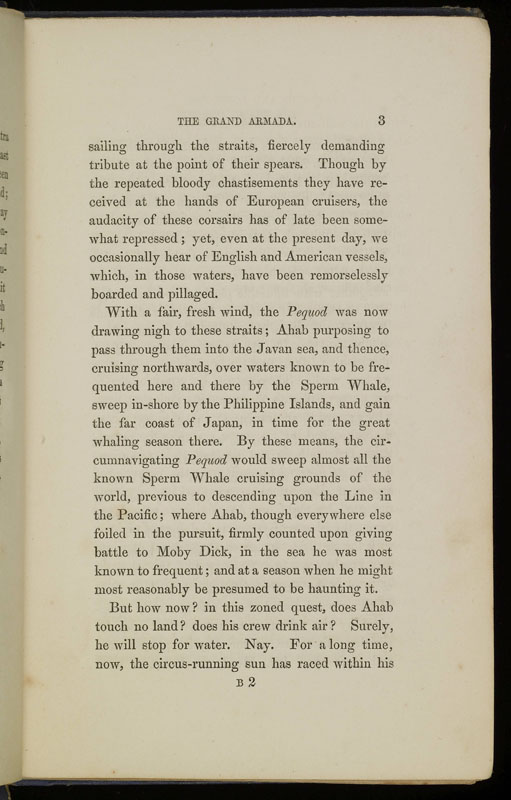 THE GRAND ARMADA. 3
sailing through the straits, fiercely demanding
tribute at the point of their spears. Though by
the repeated bloody chastisements they have re-
ceived at the hands of European cruisers, the
audacity of these corsairs has of late been some-
what repressed; yet, even at the present day, we
occasionally hear of English and American vessels,
which, in those waters, have been remorselessly
boarded and pillaged.
With a fair, fresh wind, the Pequod was now
drawing nigh to these straits; Ahab purposing to
pass through them into the Javan sea, and thence,
cruising northwards, over waters known to be fre-
quented here and there by the Sperm Whale,
sweep in-shore by the Philippine Islands, and gain
the far coast of Japan, in time for the great
whaling season there. By these means, the cir-
cumnavigating Pequod would sweep almost all the
known Sperm Whale cruising grounds of the
world, previous to descending upon the Line in
the Pacific; where Ahab, though everywhere else
foiled in the pursuit, firmly counted upon giving
battle to Moby Dick, in the sea he was most
known to frequent; and at a season when he might
most reasonably be presumed to be haunting it.
But how now? in this zoned quest, does Ahab
touch no land? does his crew drink air? Surely,
he will stop for water. Nay. For a long time,
now, the circus-running sun has raced within his
B 2